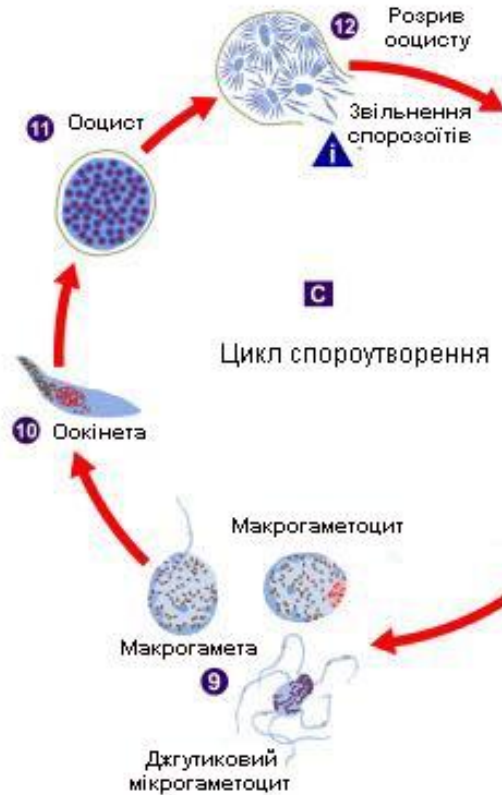 12 Розрив
ооцисту
11 Ооцист
Звільнення
спорозоїтів
i
C
Цикл спороутворення
10 Оокінета
Макрогаметоцит
Макрогамета
9
Джгутиковий
мікрогаметоцит